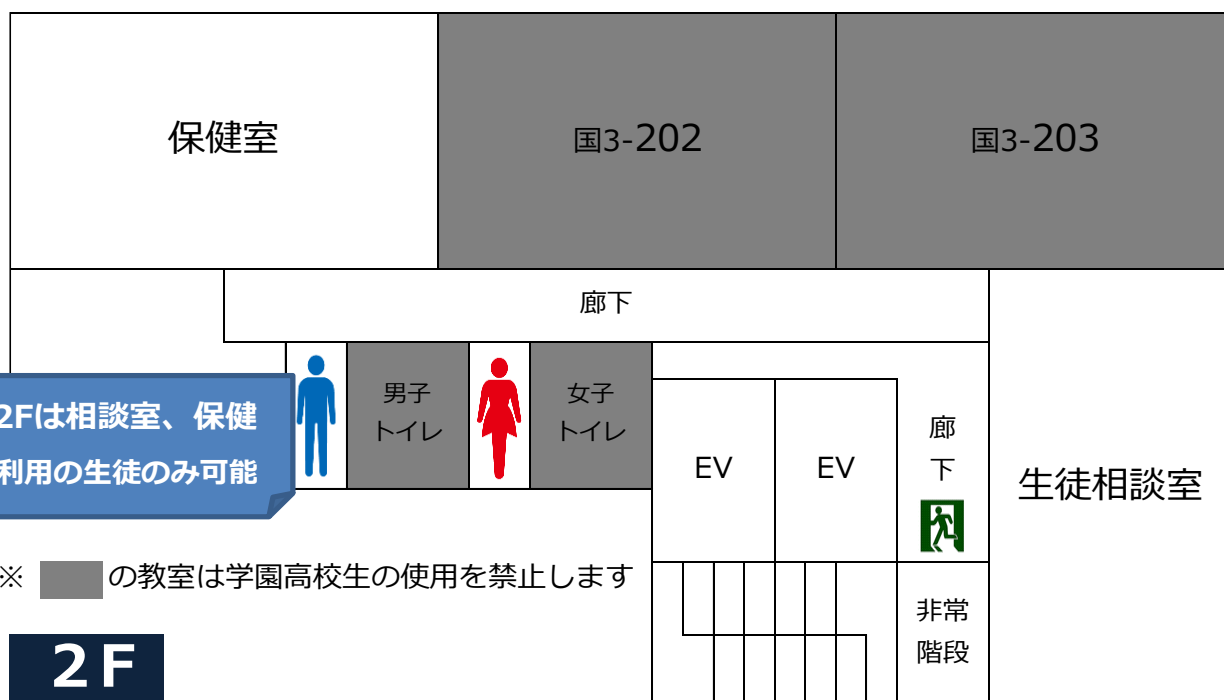 保健室
国3-202
国3-203
廊下
男子
トイレ
女子
トイレ
2Fは相談室、保健
利用の生徒のみ可能
EV
EV
廊
下
生徒相談室
※ の教室は学園高校生の使用を禁止します
非常
階段
2F